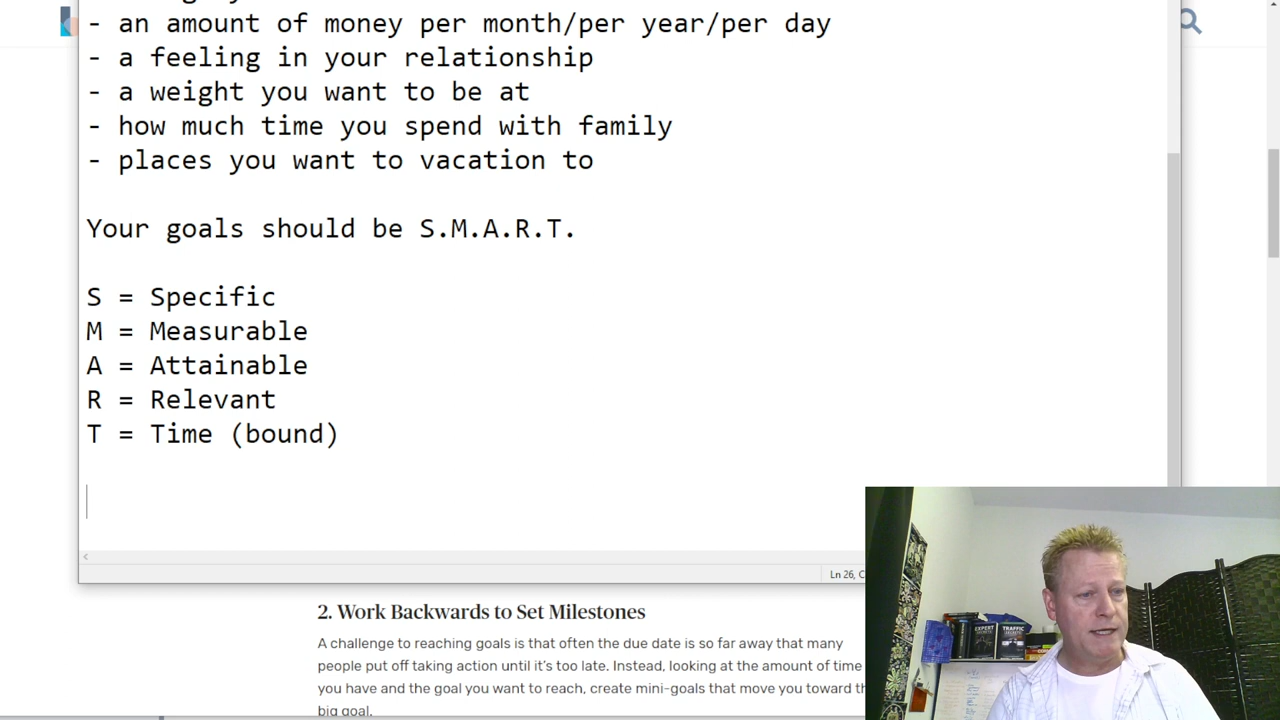 - an amount of money per month/per year/per day
- a feeling in your relationship
- a weight you want to be at
- how much time you spend with family
- places you want to vacation to
Your goals should be S.M.A.R.T.
S = Specific
M = Measurable
A = Attainable
R = Relevant
T = Time (bound)
Ln 26, C
2. Work Backwards to Set Milestones
A challenge to reaching goals is that often the due date is so far away that many
people put off taking action until it's too late. Instead, looking at the amount of time
you have and the goal you want to reach, create mini-goals that move you toward th
big goal.
EXPERT
SECRETS
TRAFFIC
SECRETS